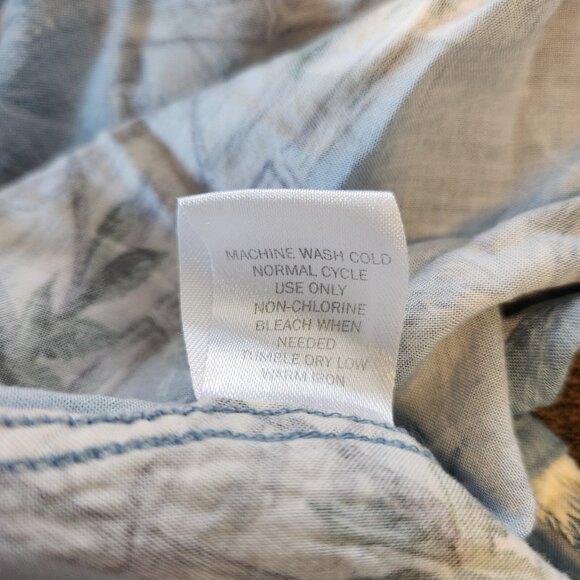 MACHINE WASH COLD
NORMAL CYCLE
USE ONLY
NON-CHLORINE
BLEACH WHEN
NEEDED
TUMBLE DRY LOW
WARM IRON